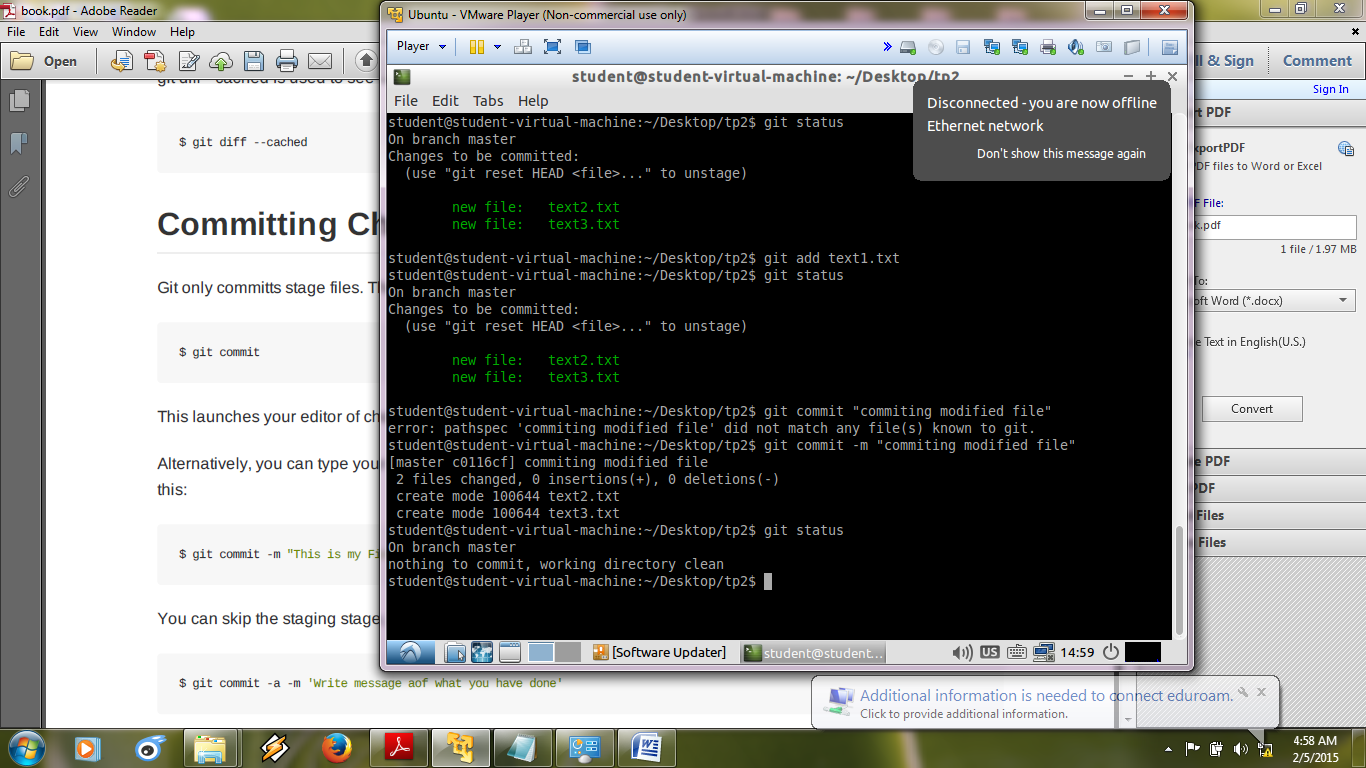 book.pdf - Adobe Reader
File Edit View Window Help
Open
Sign
Comment
Sign In
$ git diff --cached
Committing
Git only committs stage files.
$ git commit
This launches your editor of
Alternatively, you can type
this:
$ git commit -m "This is my
You can skip the staging stage
$ git commit -a -m 'Write message aof what you have done'
Ubuntu - VMware Player (Non-commercial use only)
Player
student@student-virtual-machine: ~/Desktop/tp2
File Edit Tabs Help
Disconnected - you are now offline
Ethernet network
Don't show this message again
student@student-virtual-machine:~/Desktop/tp2$ git status
On branch master
Changes to be committed:
(use "git reset HEAD <file>..." to unstage)
new file: text2.txt
new file: text3.txt
student@student-virtual-machine:~/Desktop/tp2$ git add text1.txt
student@student-virtual-machine:~/Desktop/tp2$ git status
On branch master
Changes to be committed:
(use "git reset HEAD <file>..." to unstage)
new file: text2.txt
new file: text3.txt
student@student-virtual-machine:~/Desktop/tp2$ git commit "commiting modified file"
error: pathspec 'commiting modified file' did not match any file(s) known to git.
student@student-virtual-machine:~/Desktop/tp2$ git commit -m "commiting modified file"
[master c0116cf] commiting modified file
2 files changed, 0 insertions(+), 0 deletions(-)
create mode 100644 text2.txt
create mode 100644 text3.txt
student@student-virtual-machine:~/Desktop/tp2$ git status
On branch master
nothing to commit, working directory clean
student@student-virtual-machine:~/Desktop/tp2$
[Software Updater]
student@student...
US
14:59
PDF
PDF files to Word or Excel
File:
1 file / 1.97 MB
To:
Word (*.docx)
Text in English(U.S.)
Convert
PDF
PDF
Files
Files
Additional information is needed to connect eduroam.
Click to provide additional information.
4:58 AM
2/5/2015